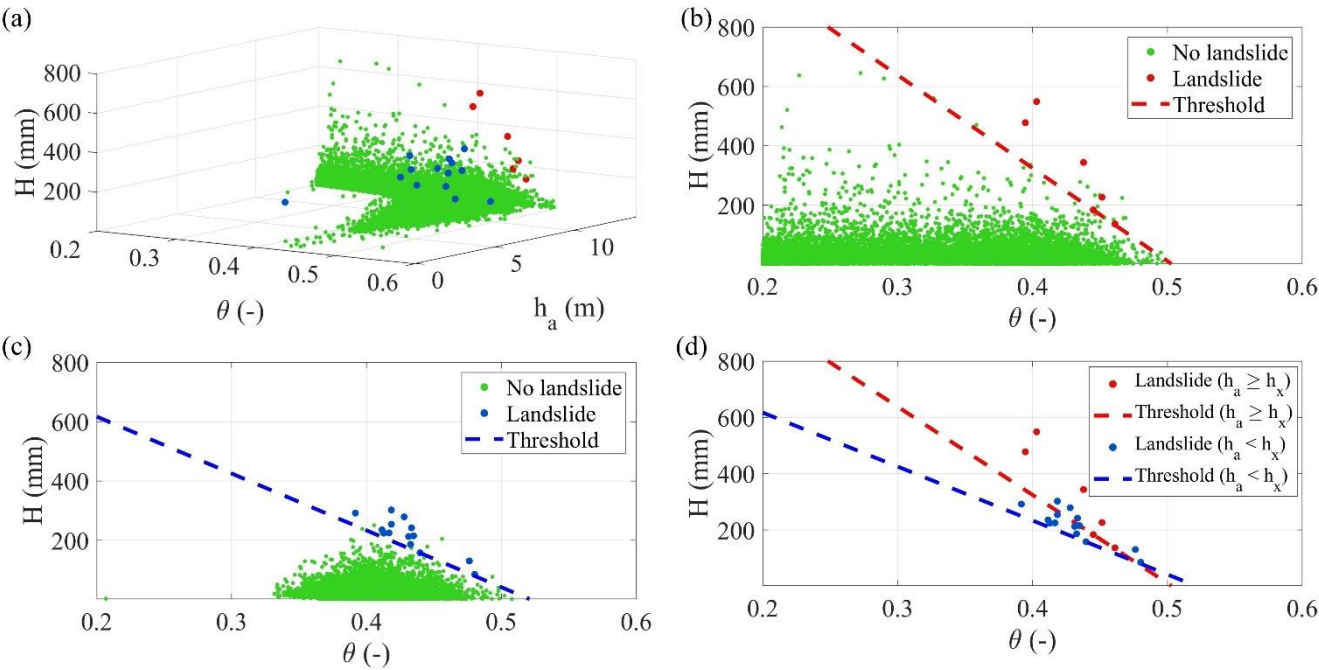 (a)
800
600
400
200
H (mm)
0.2
0.3
0.4
0.5
0.6
θ (-)
0
5
10
h_a (m)
(b)
800
600
400
200
H (mm)
0.2
0.3
0.4
0.5
0.6
θ (-)
No landslide
Landslide
Threshold
(c)
800
600
400
200
H (mm)
0.2
0.3
0.4
0.5
0.6
θ (-)
No landslide
Landslide
Threshold
(d)
800
600
400
200
H (mm)
0.2
0.3
0.4
0.5
0.6
θ (-)
Landslide (h_a ≥ h_x)
Threshold (h_a ≥ h_x)
Landslide (h_a < h_x)
Threshold (h_a < h_x)